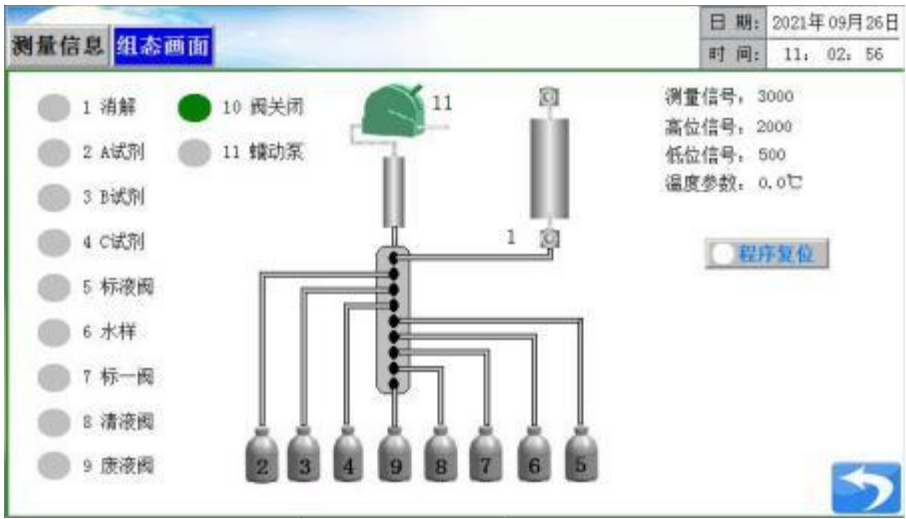 测量信息 组态画面 日 期: 2021年09月26日
时 间: 11: 02: 56
1 消解 10 阀关闭 11 测量信号: 3000
2 A试剂 11 蠕动泵 高位信号: 2000
低位信号: 500
3 B试剂 温度参数: 0.0℃
4 C试剂 1 程序复位
5 标液阀
6 水样
7 标一阀
8 清液阀
9 废液阀 2 3 4 9 8 7 6 5